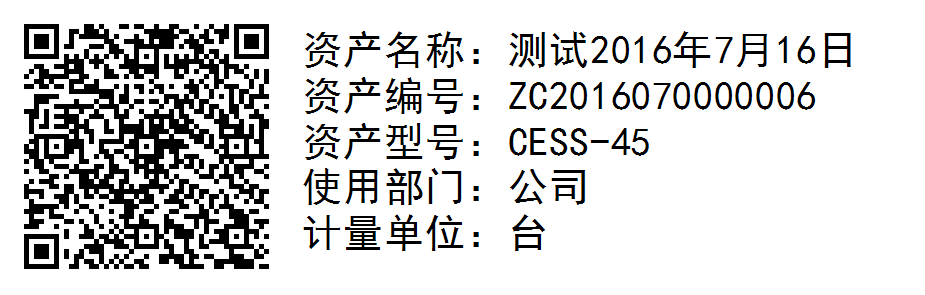 资产名称：测试2016年7月16日
资产编号：ZC2016070000006
资产型号：CESS-45
使用部门：公司
计量单位：台